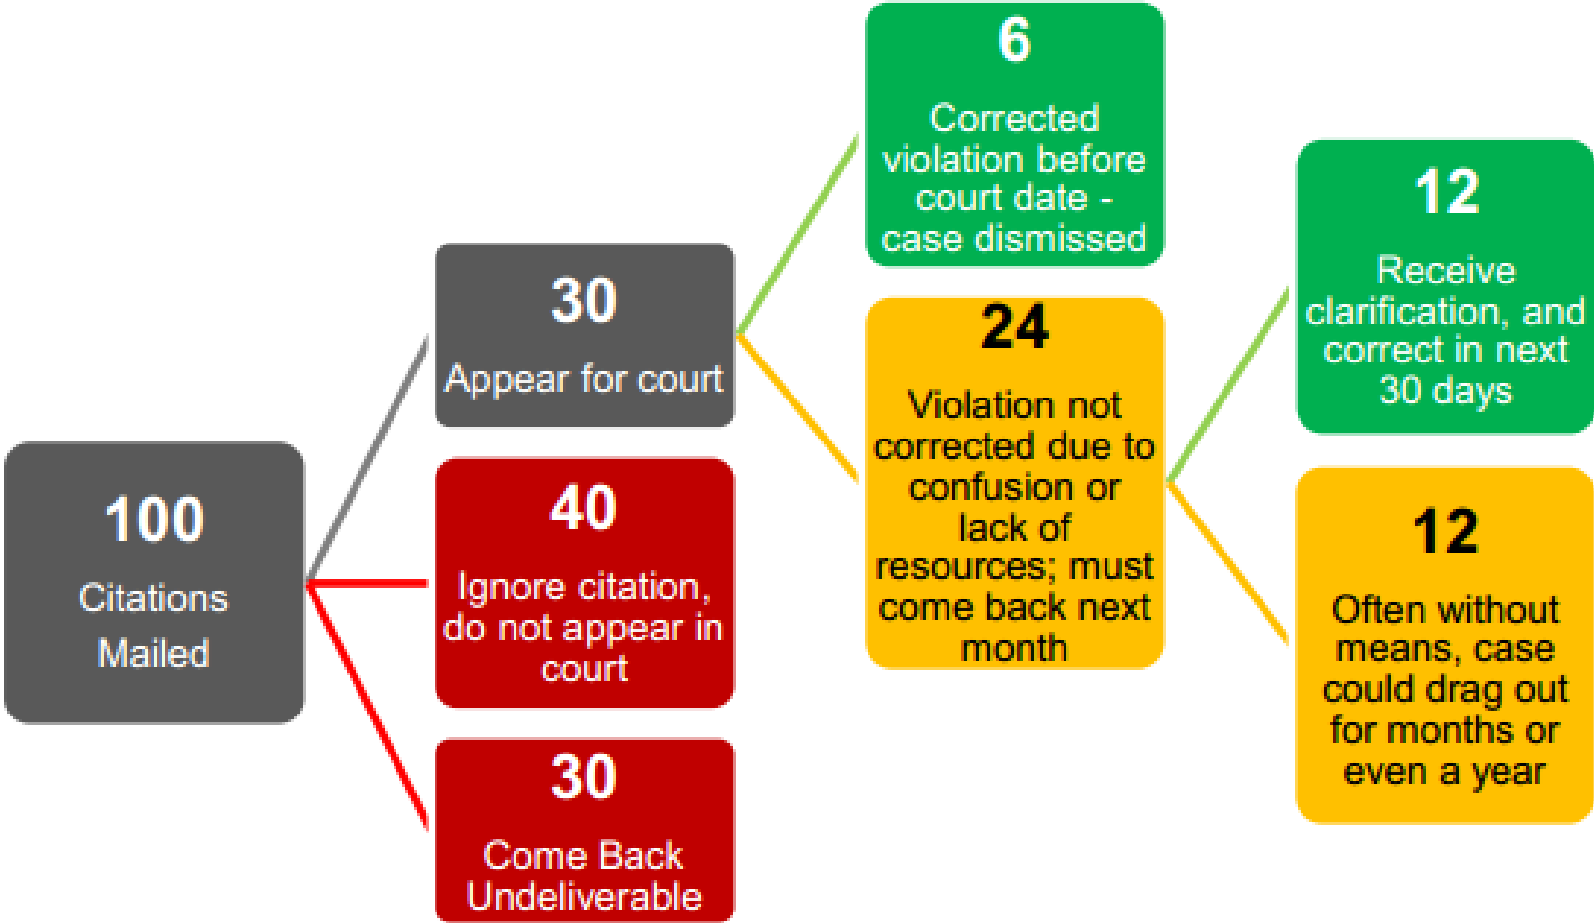 100
Citations
Mailed
30
Appear for court
40
Ignore citation,
do not appear in
court
30
Come Back
Undeliverable
6
Corrected
violation before
court date -
case dismissed
24
Violation not
corrected due to
confusion or
lack of
resources; must
come back next
month
12
Receive
clarification, and
correct in next
30 days
12
Often without
means, case
could drag out
for months or
even a year